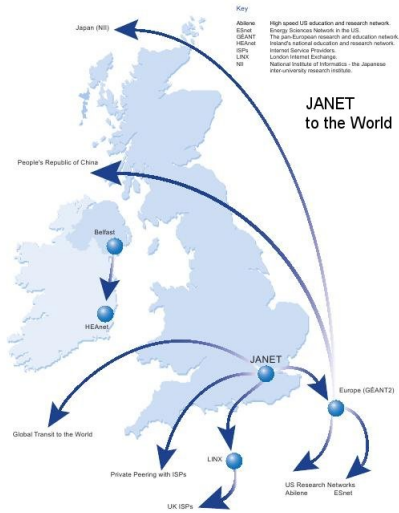 Key
Abilene High speed US education and research network.
ESnet Energy Sciences Network in the US.
GÉANT The pan-European research and education network.
HEAnet Ireland's national education and research network.
ISPs Internet Service Providers.
LINX London Internet Exchange.
NII National Institute of Informatics - the Japanese
inter-university research institute.
Japan (NII)
JANET
to the World
People's Republic of China
Belfast
HEAnet
JANET
Europe (GÉANT2)
Global Transit to the World
LINX
Private Peering with ISPs
US Research Networks
Abilene ESnet
UK ISPs